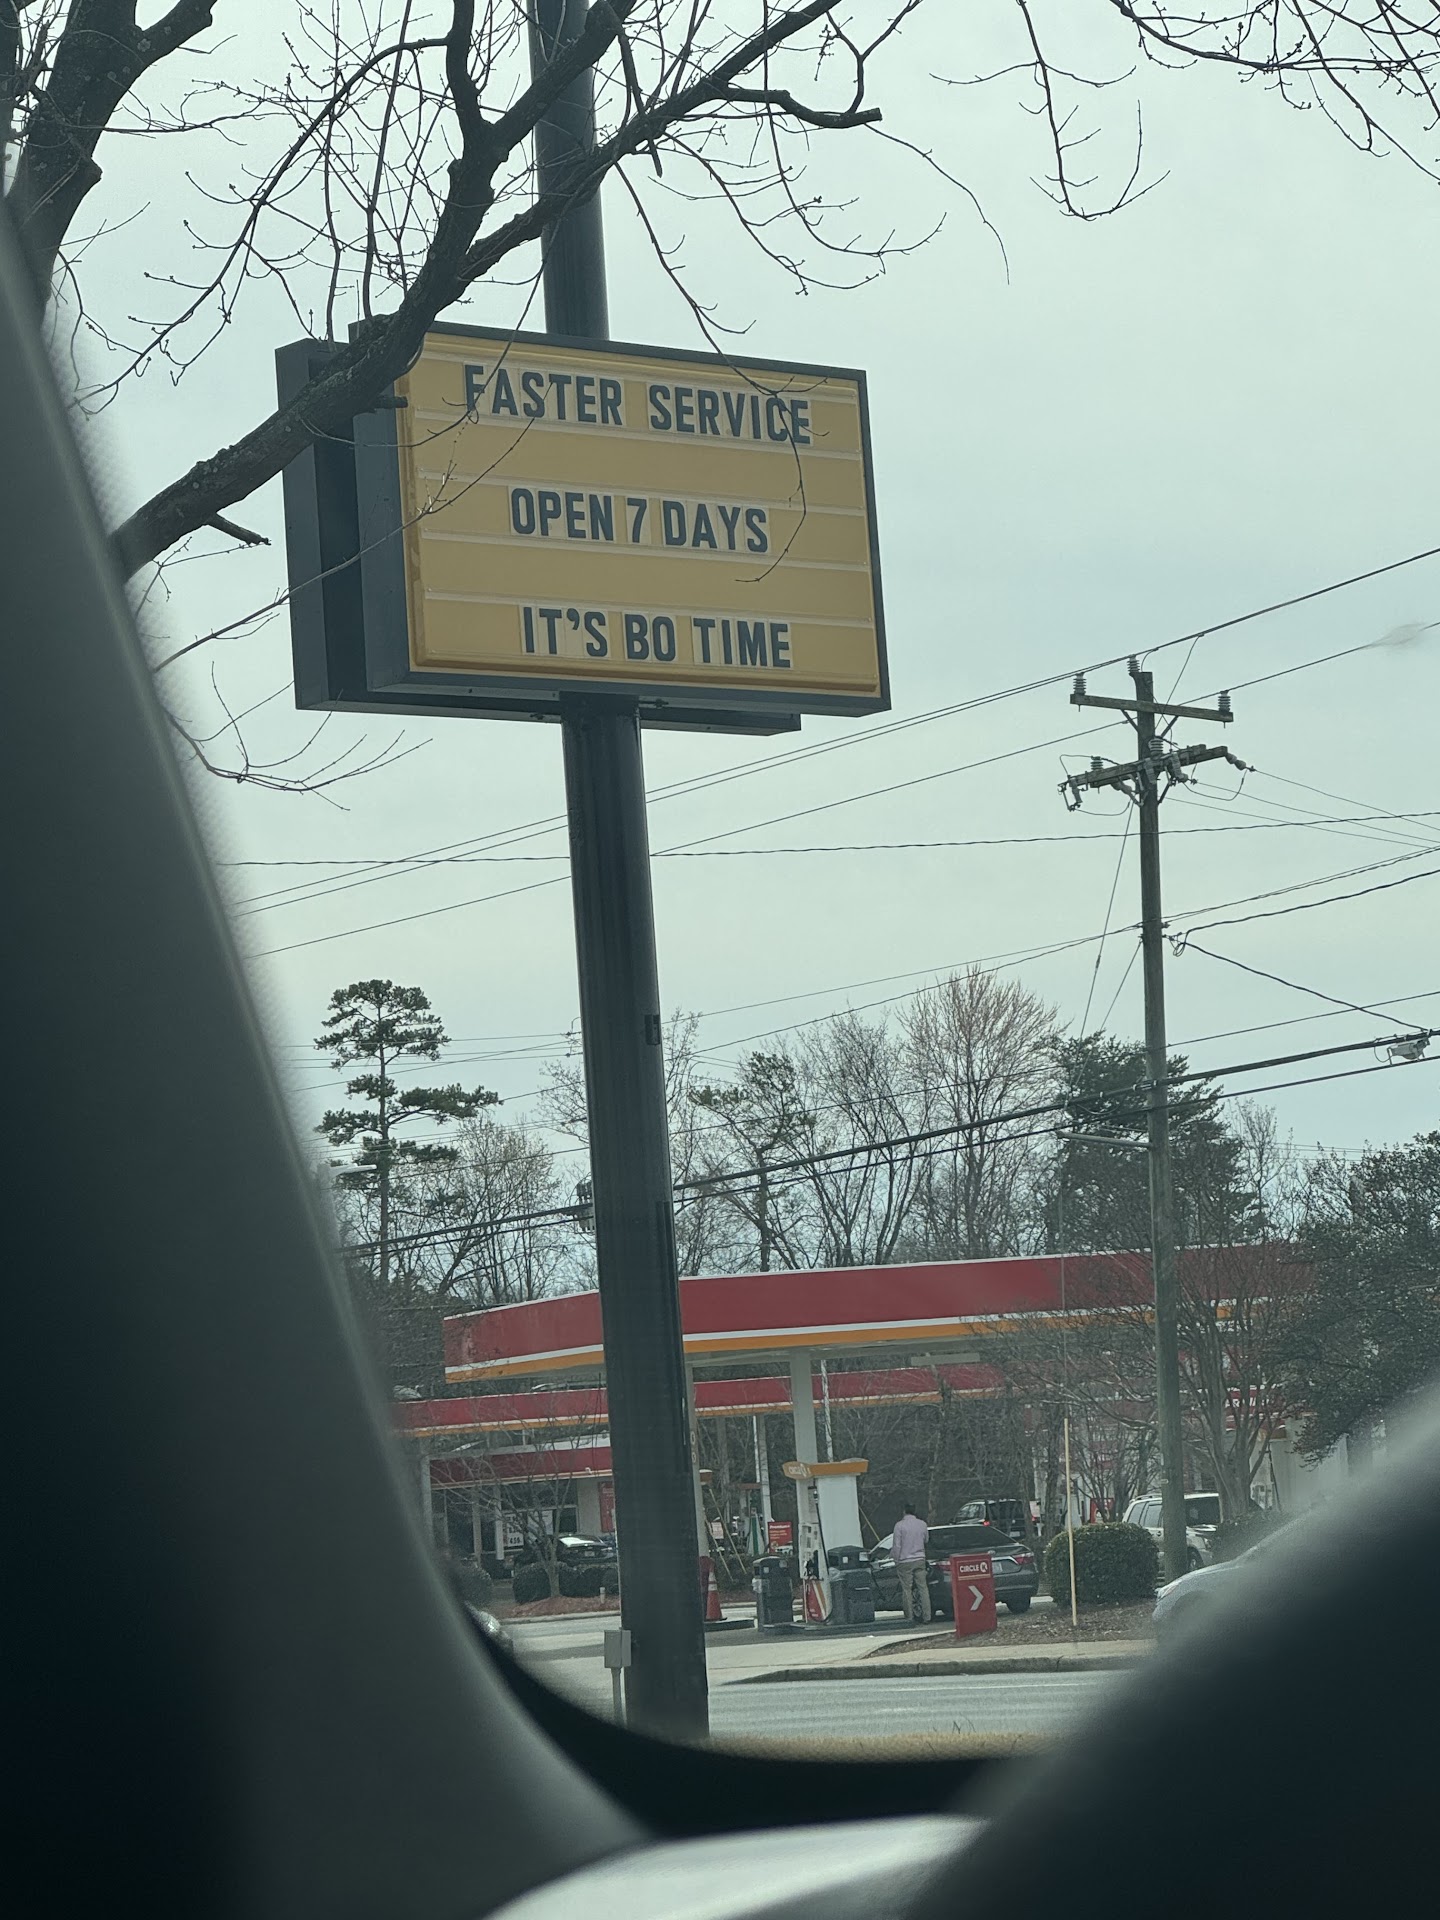 FASTER SERVICE
OPEN 7 DAYS
IT'S BO TIME
CIRCLE K